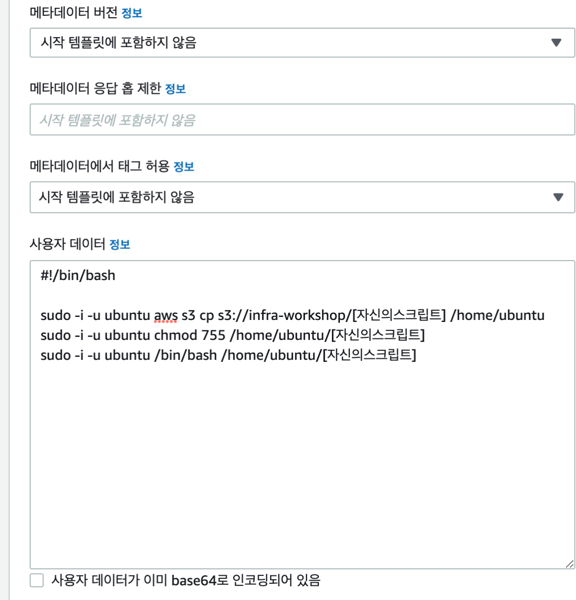 메타데이터 버전 정보
시작 템플릿에 포함하지 않음
메타데이터 응답 홉 제한 정보
시작 템플릿에 포함하지 않음
메타데이터에서 태그 허용 정보
시작 템플릿에 포함하지 않음
사용자 데이터 정보
#!/bin/bash
sudo -i -u ubuntu aws s3 cp s3://infra-workshop/[자신의스크립트] /home/ubuntu
sudo -i -u ubuntu chmod 755 /home/ubuntu/[자신의스크립트]
sudo -i -u ubuntu /bin/bash /home/ubuntu/[자신의스크립트]
사용자 데이터가 이미 base64로 인코딩되어 있음